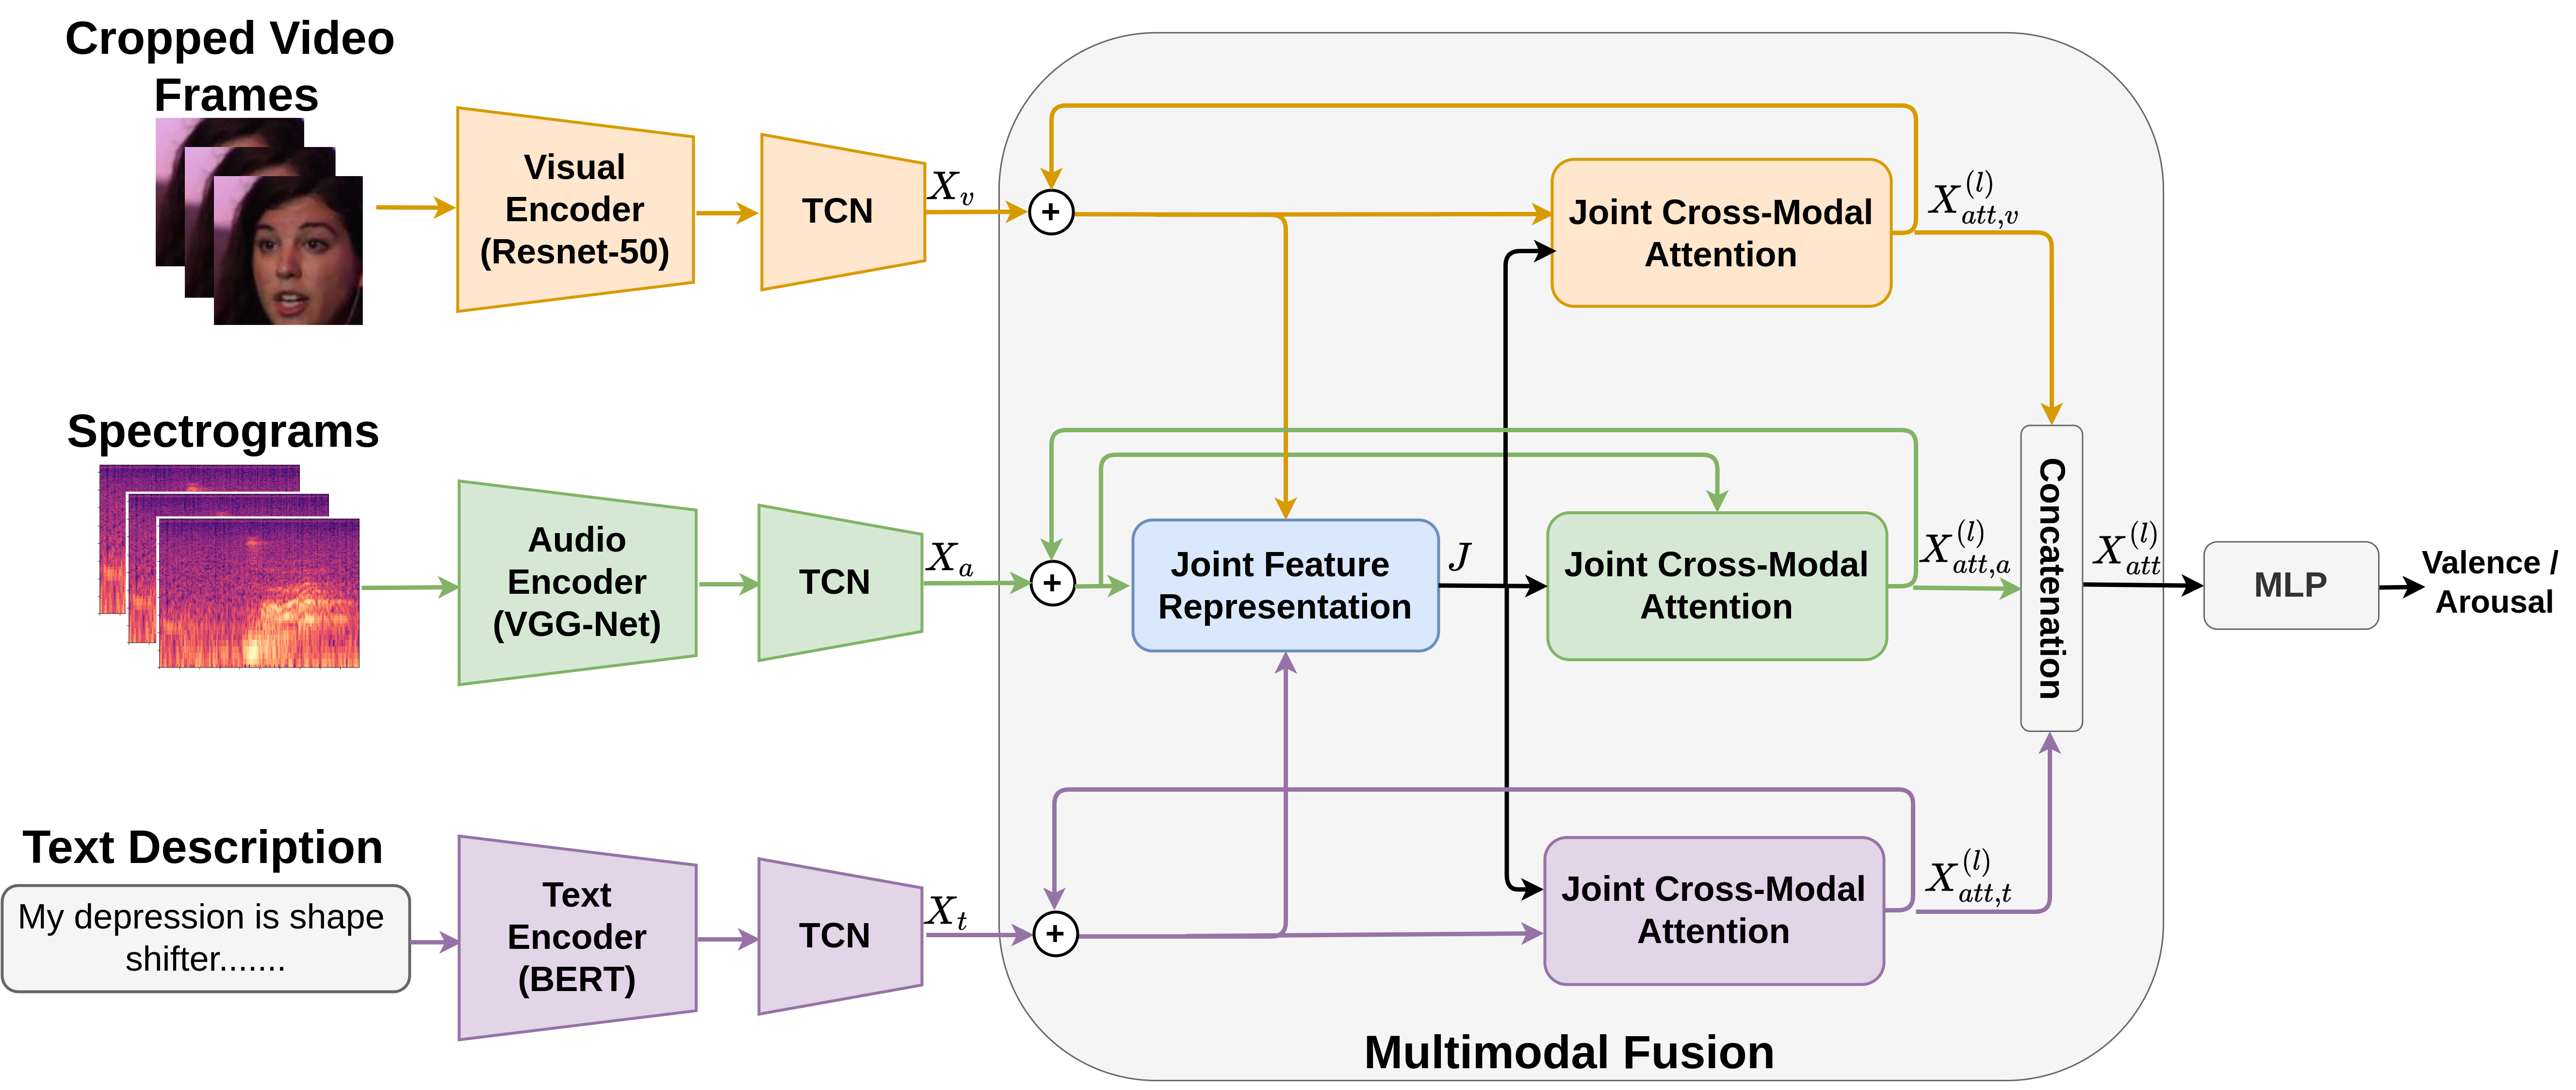 Cropped Video
Frames
Visual
Encoder
(Resnet-50)
TCN
X_v
+
Joint Cross-Modal
Attention
X_{att,v}^{(l)}
Spectrograms
Audio
Encoder
(VGG-Net)
TCN
X_a
+
Joint Feature
Representation
J
Joint Cross-Modal
Attention
X_{att,a}^{(l)}
Concatenation
X_{att}^{(l)}
MLP
Valence /
Arousal
Text Description
My depression is shape
shifter.......
Text
Encoder
(BERT)
TCN
X_t
+
Joint Cross-Modal
Attention
X_{att,t}^{(l)}
Multimodal Fusion